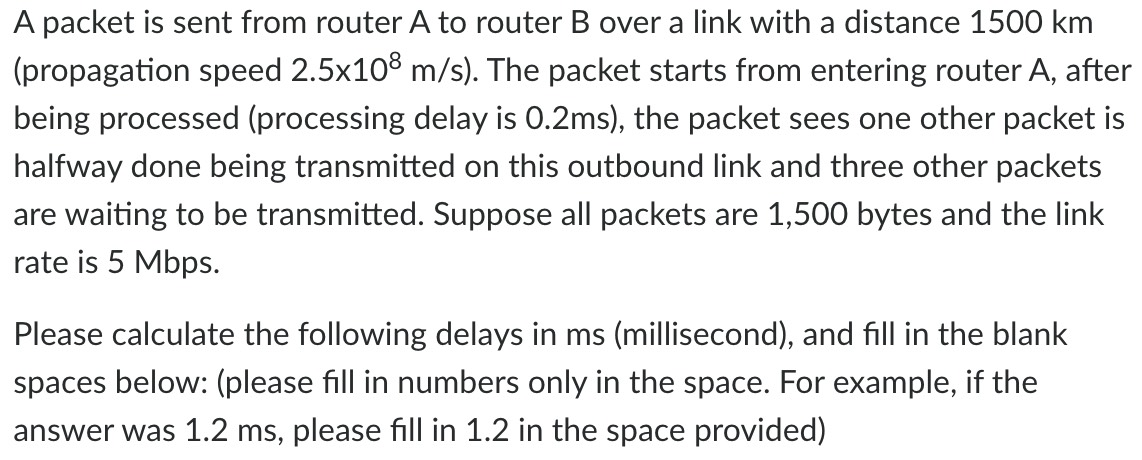 A packet is sent from router A to router B over a link with a distance 1500 km
(propagation speed 2.5x10⁸ m/s). The packet starts from entering router A, after
being processed (processing delay is 0.2ms), the packet sees one other packet is
halfway done being transmitted on this outbound link and three other packets
are waiting to be transmitted. Suppose all packets are 1,500 bytes and the link
rate is 5 Mbps.
Please calculate the following delays in ms (millisecond), and fill in the blank
spaces below: (please fill in numbers only in the space. For example, if the
answer was 1.2 ms, please fill in 1.2 in the space provided)